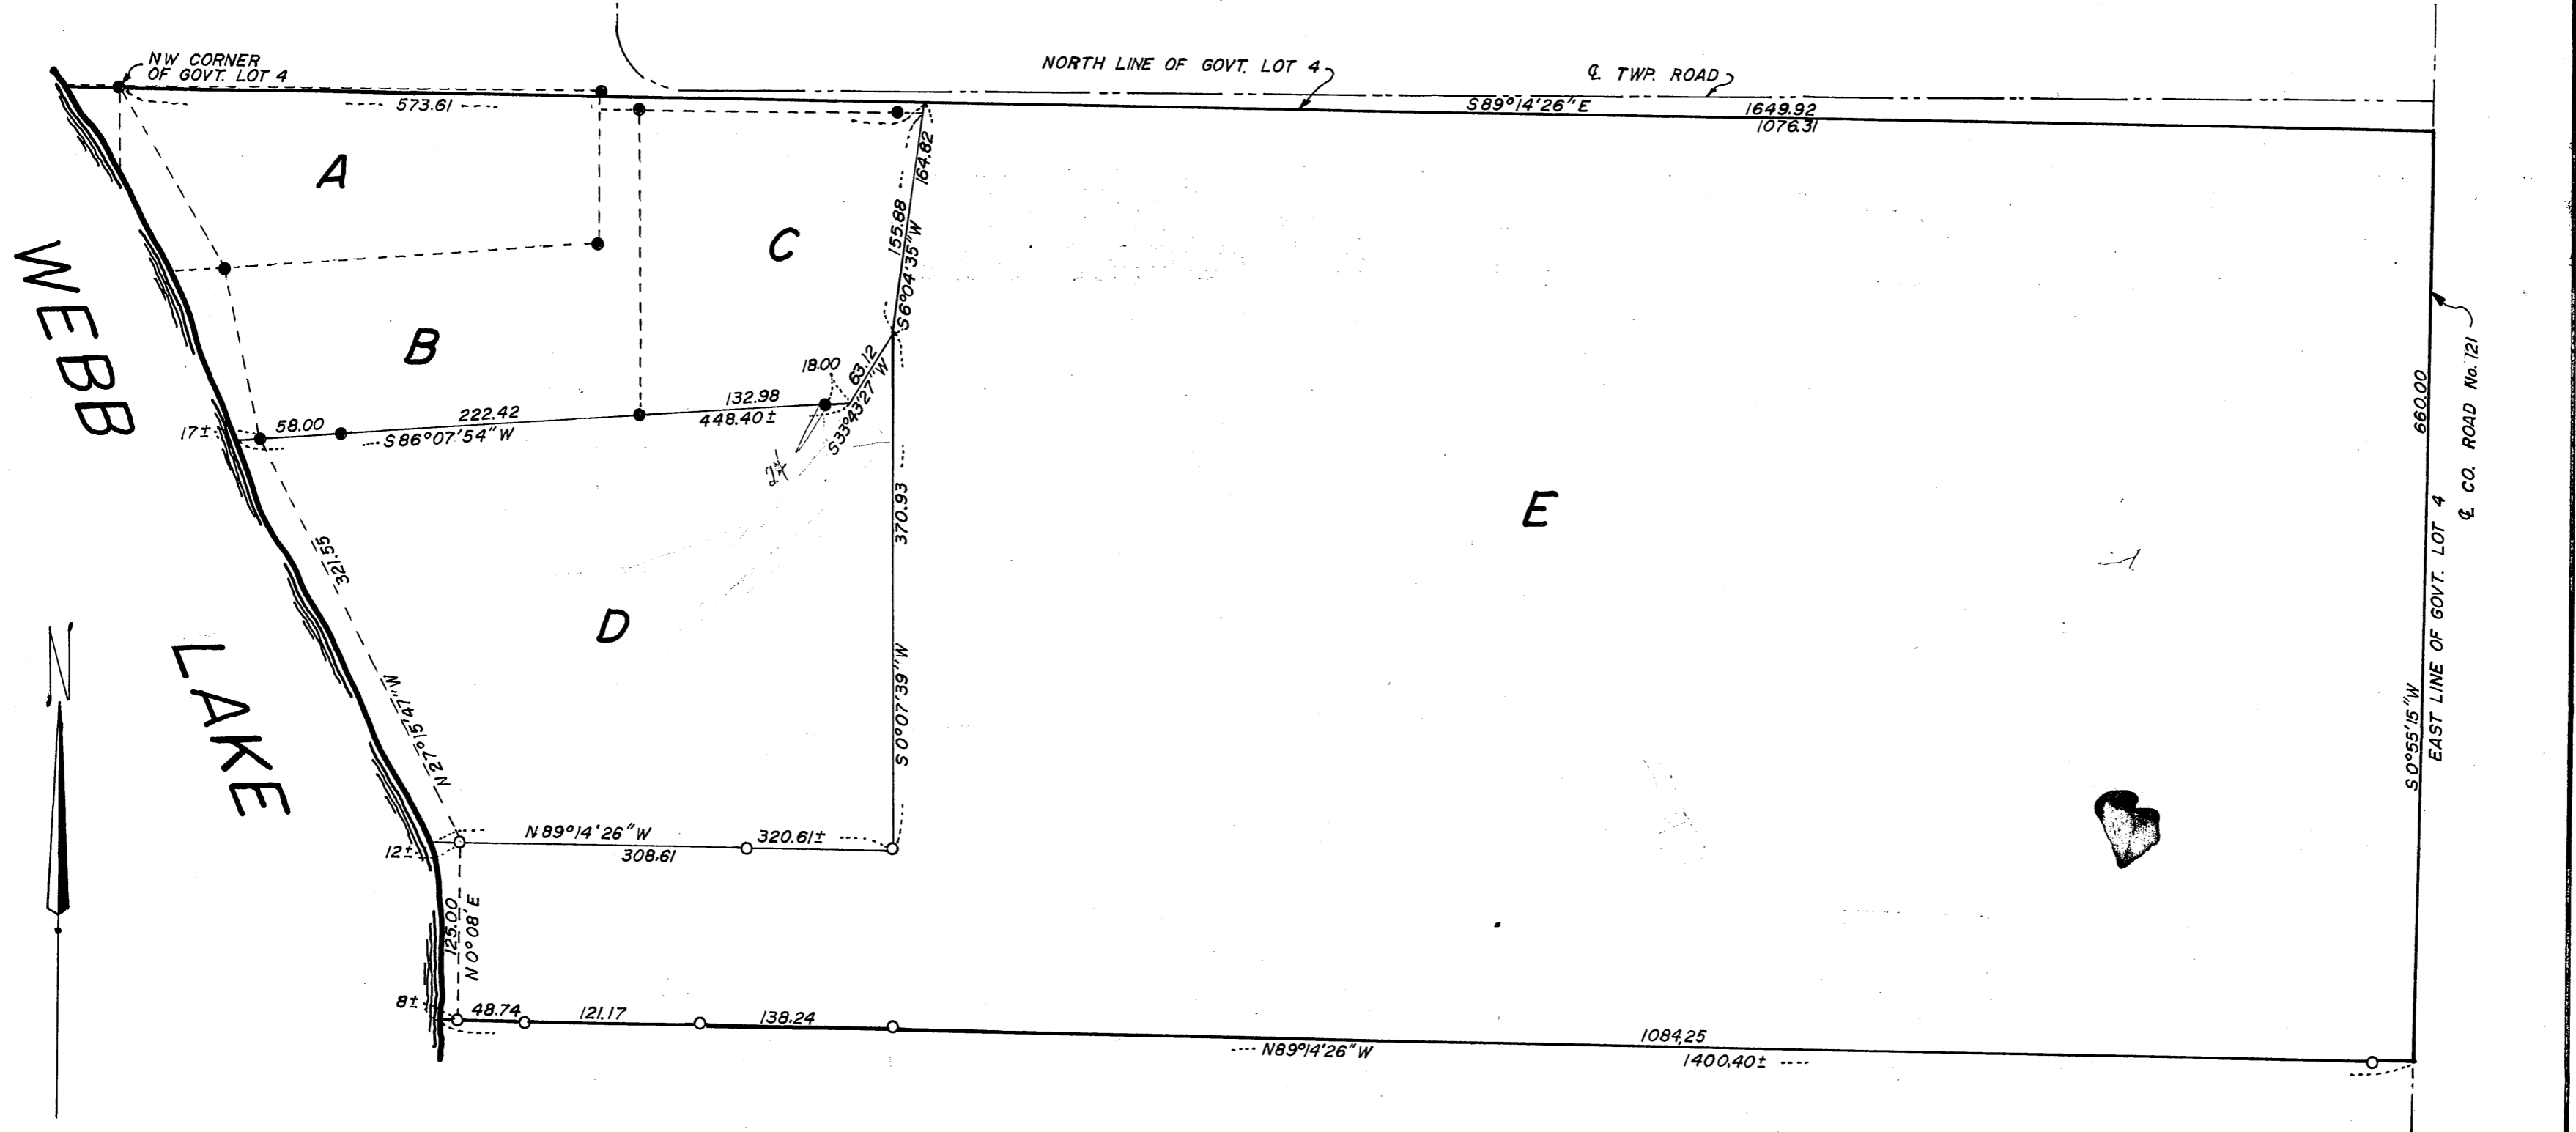 NW CORNER
OF GOVT. LOT 4
NORTH LINE OF GOVT. LOT 4
℄ TWP. ROAD
573.61
S89°14'26"E
1649.92
1076.31
A
164.82
155.88
S6°04'35"W
C
WEBB
LAKE
B
18.00
63.12
S33°43'27"W
17±
58.00
222.42
132.98
S86°07'54"W
448.40±
24
℄ CO. ROAD No. 121
660.00
EAST LINE OF GOVT. LOT 4
S0°55'15"W
E
370.93
S0°07'39"W
321.55
N27°15'47"W
D
N
N89°14'26"W
320.61±
12±
308.61
125.00
N0°08'E
8±
48.74
121.17
138.24
1084.25
N89°14'26"W
1400.40±